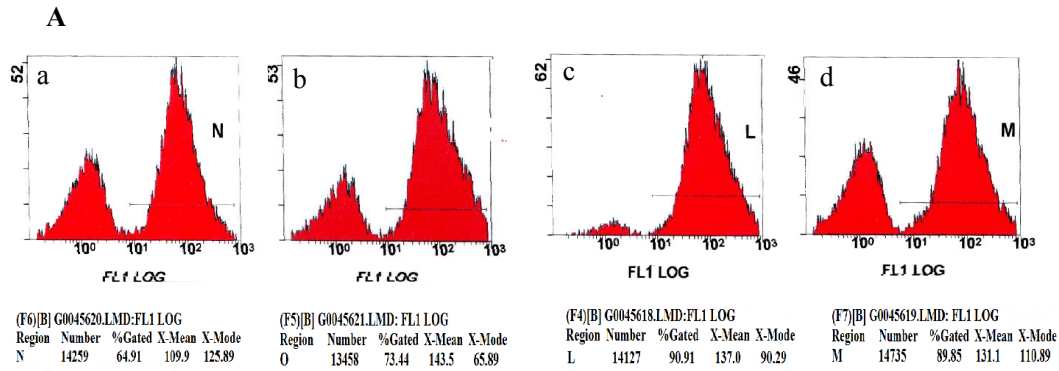 A
a
52
N
10⁰ 10¹ 10² 10³
FL1 LOG
b
53
10⁰ 10¹ 10² 10³
FL1 LOG
c
62
L
10⁰ 10¹ 10² 10³
FL1 LOG
d
46
M
10⁰ 10¹ 10² 10³
FL1 LOG
(F6)[B] G0045620.LMD:FL1 LOG
Region Number %Gated X-Mean X-Mode
N 14259 64.91 109.9 125.89
(F5)[B] G0045621.LMD: FL1 LOG
Region Number %Gated X-Mean X-Mode
O 13458 73.44 143.5 65.89
(F4)[B] G0045618.LMD:FL1 LOG
Region Number %Gated X-Mean X-Mode
L 14127 90.91 137.0 90.29
(F7)[B] G0045619.LMD: FL1 LOG
Region Number %Gated X-Mean X-Mode
M 14735 89.85 131.1 110.89